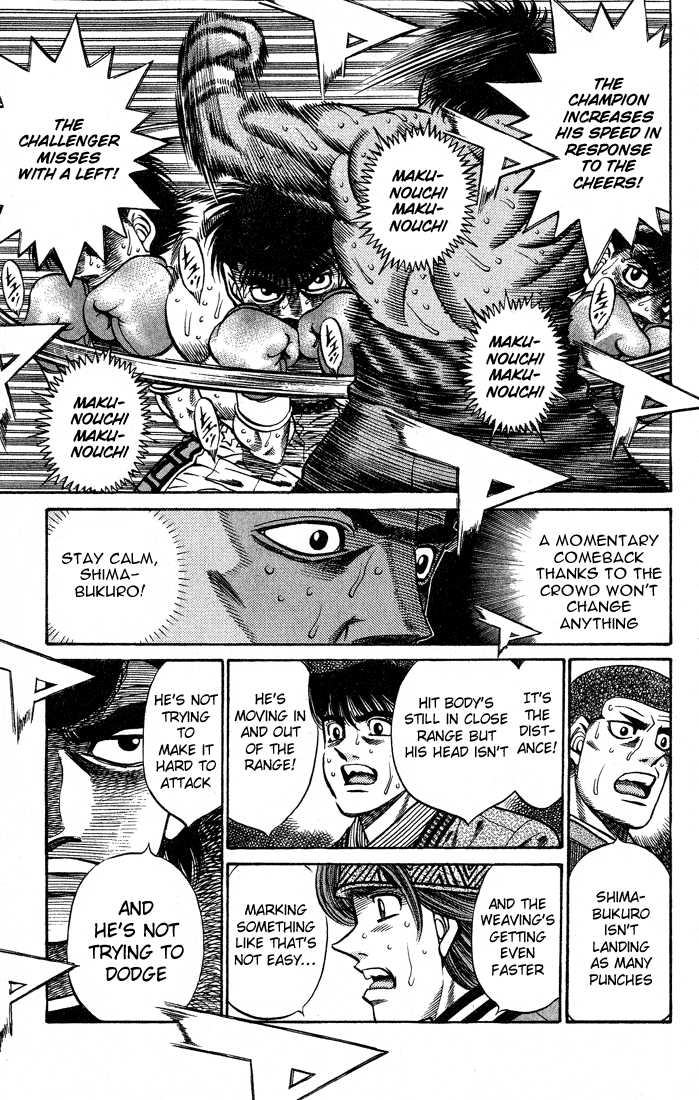 THE
CHAMPION
INCREASES
HIS SPEED IN
RESPONSE
TO THE
CHEERS!
MAKU-
NOUCHI
MAKU-
NOUCHI
THE
CHALLENGER
MISSES
WITH A LEFT!
MAKU-
NOUCHI
MAKU-
NOUCHI
MAKU-
NOUCHI
MAKU-
NOUCHI
A MOMENTARY
COMEBACK
THANKS TO THE
CROWD WON'T
CHANGE
ANYTHING
STAY CALM,
SHIMA-
BUKURO!
SHIMA-
BUKURO
ISN'T
LANDING
AS MANY
PUNCHES
IT'S
THE
DIST-
ANCE!
HIT BODY'S
STILL IN CLOSE
RANGE BUT
HIS HEAD ISN'T
HE'S
MOVING IN
AND OUT
OF THE
RANGE!
AND THE
WEAVING'S
GETTING
EVEN
FASTER
MARKING
SOMETHING
LIKE THAT'S
NOT EASY...
HE'S NOT
TRYING
TO
MAKE IT
HARD TO
ATTACK
AND
HE'S NOT
TRYING TO
DODGE